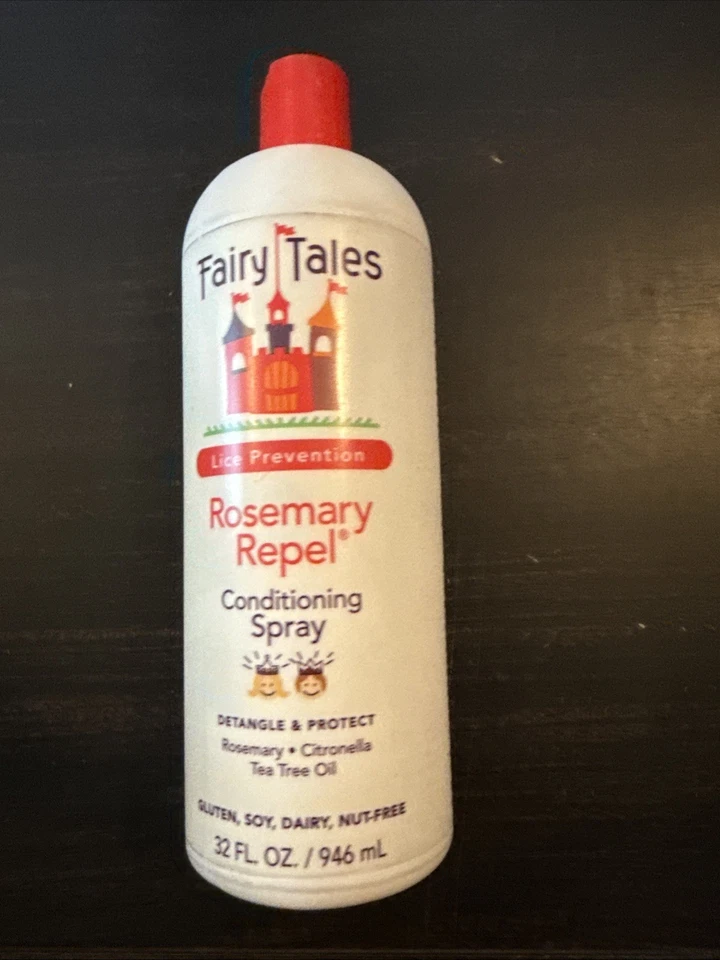 Fairy Tales
Lice Prevention
Rosemary
Repel®
Conditioning
Spray
DETANGLE & PROTECT
Rosemary • Citronella
Tea Tree Oil
GLUTEN, SOY, DAIRY, NUT-FREE
32 FL. OZ. / 946 mL